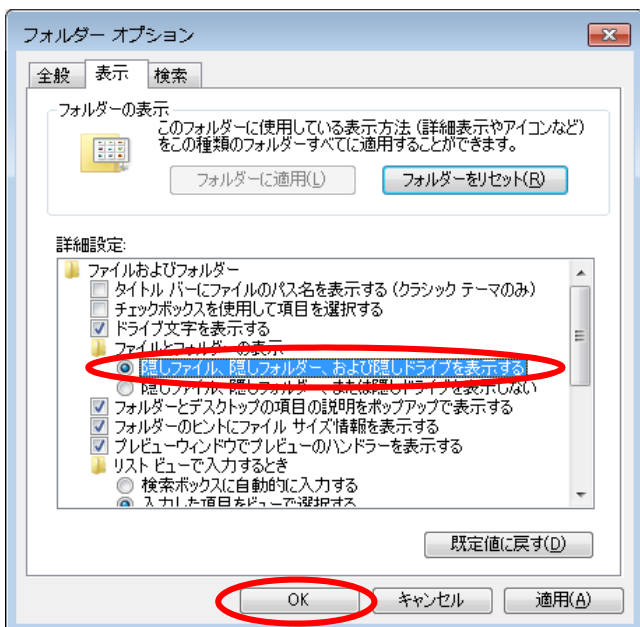 フォルダー オプション
全般 表示 検索
フォルダーの表示
このフォルダーに使用している表示方法(詳細表示やアイコンなど)
をこの種類のフォルダーすべてに適用することができます。
フォルダーに適用(L) フォルダーをリセット(R)
詳細設定:
ファイルおよびフォルダー
タイトル バーにファイルのパス名を表示する (クラシック テーマのみ)
チェックボックスを使用して項目を選択する
ドライブ文字を表示する
ファイルとフォルダーの表示
隠しファイル、隠しフォルダー、および隠しドライブを表示する
隠しファイル、隠しフォルダー、または隠しドライブを表示しない
フォルダーとデスクトップの項目の説明をポップアップで表示する
フォルダーのヒントにファイル サイズ情報を表示する
プレビューウィンドウでプレビューのハンドラーを表示する
リスト ビューで入力するとき
検索ボックスに自動的に入力する
入力した項目をビューで選択する
既定値に戻す(D)
OK キャンセル 適用(A)